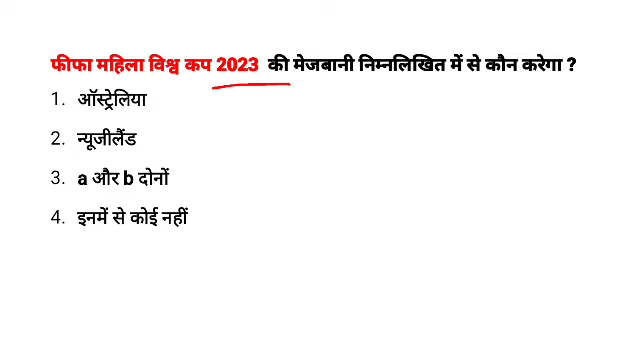 फीफा महिला विश्व कप 2023 की मेजबानी निम्नलिखित में से कौन करेगा ?
1. ऑस्ट्रेलिया
2. न्यूजीलैंड
3. a और b दोनों
4. इनमें से कोई नहीं